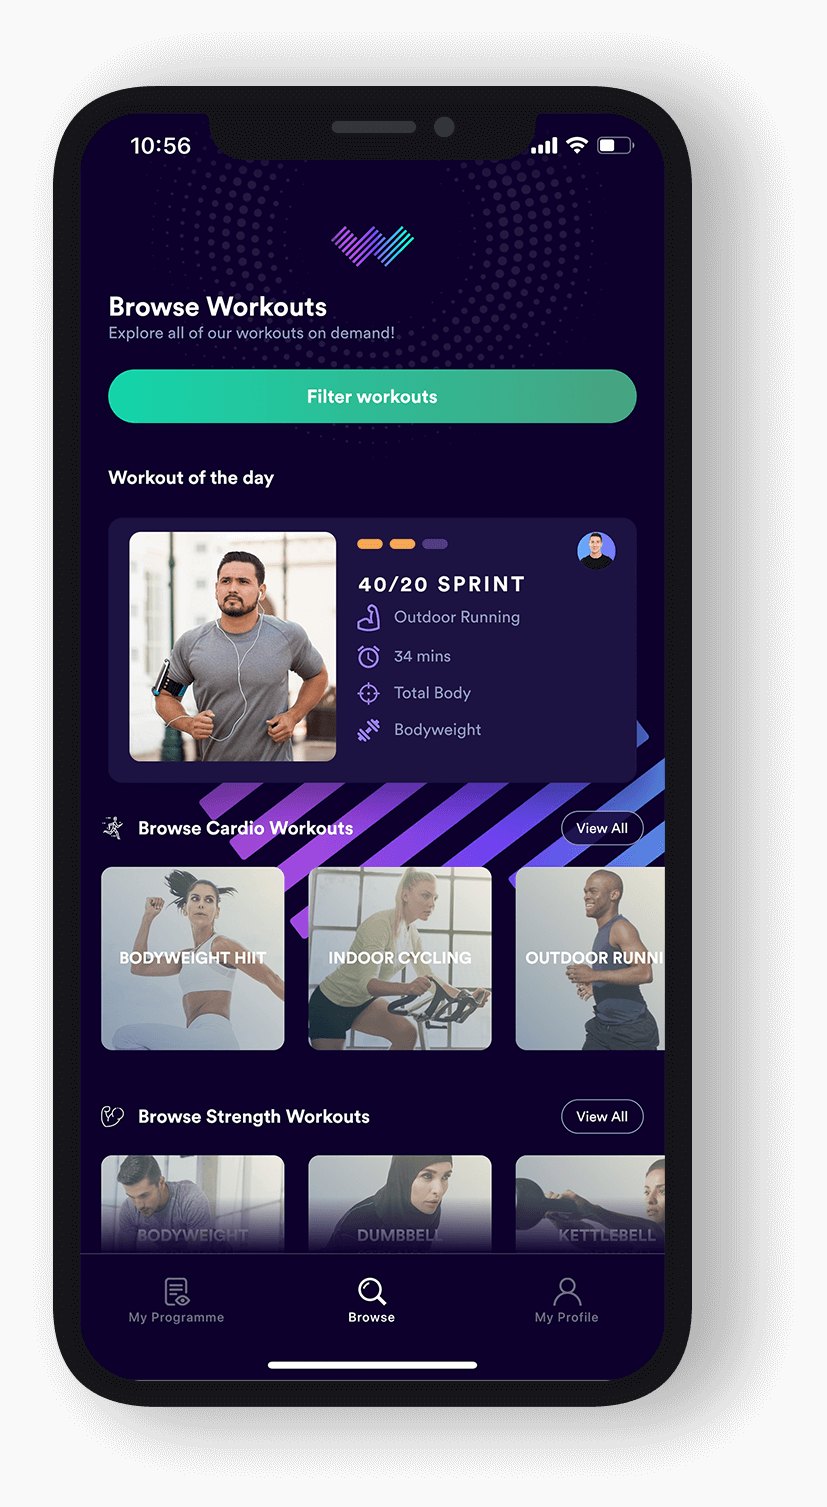 10:56
Browse Workouts
Explore all of our workouts on demand!
Filter workouts
Workout of the day
40/20 SPRINT
Outdoor Running
34 mins
Total Body
Bodyweight
Browse Cardio Workouts
View All
BODYWEIGHT HIIT
INDOOR CYCLING
OUTDOOR RUNNI
Browse Strength Workouts
View All
BODYWEIGHT
DUMBBELL
KETTLEBELL
My Programme
Browse
My Profile